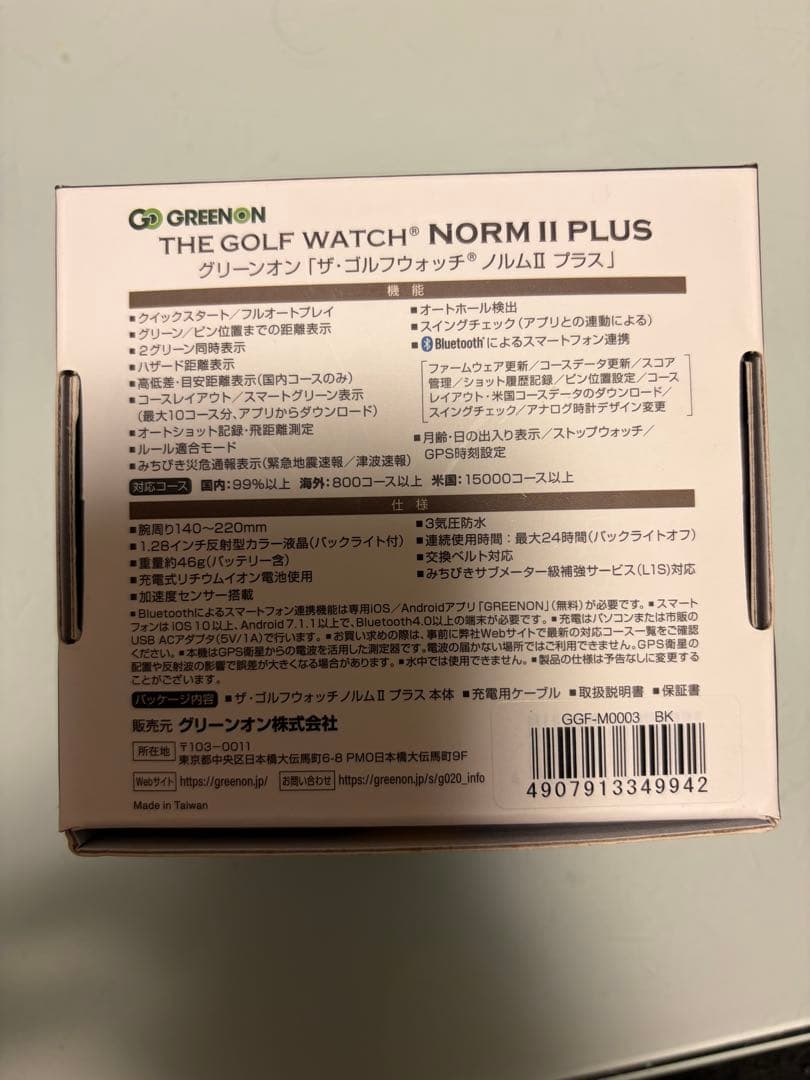 GO GREENON
THE GOLF WATCH® NORM II PLUS
グリーンオン「ザ・ゴルフウォッチ® ノルムⅡ プラス」
機能
■クイックスタート／フルオートプレイ
■グリーン／ピン位置までの距離表示
■2グリーン同時表示
■ハザード距離表示
■高低差・目安距離表示（国内コースのみ）
■コースレイアウト／スマートグリーン表示
（最大10コース分、アプリからダウンロード）
■オートショット記録・飛距離測定
■ルール適合モード
■みちびき災危通報表示（緊急地震速報／津波速報）
■オートホール検出
■スイングチェック（アプリとの連動による）
■Bluetooth®によるスマートフォン連携
ファームウェア更新／コースデータ更新／スコア
管理／ショット履歴記録／ピン位置設定／コース
レイアウト・米国コースデータのダウンロード／
スイングチェック／アナログ時計デザイン変更
■月齢・日の出入り表示／ストップウォッチ／
GPS時刻設定
対応コース 国内：99%以上 海外：800コース以上 米国：15000コース以上
仕様
■腕周り140〜220mm
■1.28インチ反射型カラー液晶（バックライト付）
■重量約46g（バッテリー含）
■充電式リチウムイオン電池使用
■加速度センサー搭載
■3気圧防水
■連続使用時間：最大24時間（バックライトオフ）
■交換ベルト対応
■みちびきサブメーター級補強サービス（L1S）対応
■Bluetoothによるスマートフォン連携機能は専用iOS／Androidアプリ「GREENON」（無料）が必要です。■スマート
フォンはiOS10以上、Android7.1.1以上で、Bluetooth4.0以上の端末が必要です。■充電はパソコンまたは市販の
USB ACアダプタ（5V/1A）で行います。■お買い求めの際は、事前に弊社Webサイトで最新の対応コース一覧をご確認
ください。■本機はGPS衛星からの電波を活用した測定器です。電波の届かない場所ではご利用できません。GPS衛星の
配置や反射波の影響で誤差が大きくなる場合があります。■水中では使用できません。■製品の仕様は予告なしに変更する
ことがございます。
パッケージ内容 ■ザ・ゴルフウォッチノルムⅡ プラス 本体 ■充電用ケーブル ■取扱説明書 ■保証書
販売元 グリーンオン株式会社
所在地 〒103-0011
東京都中央区日本橋大伝馬町6-8 PMO日本橋大伝馬町9F
Webサイト https://greenon.jp/ お問い合わせ https://greenon.jp/s/g020_info
Made in Taiwan
GGF-M0003 BK
4907913349942